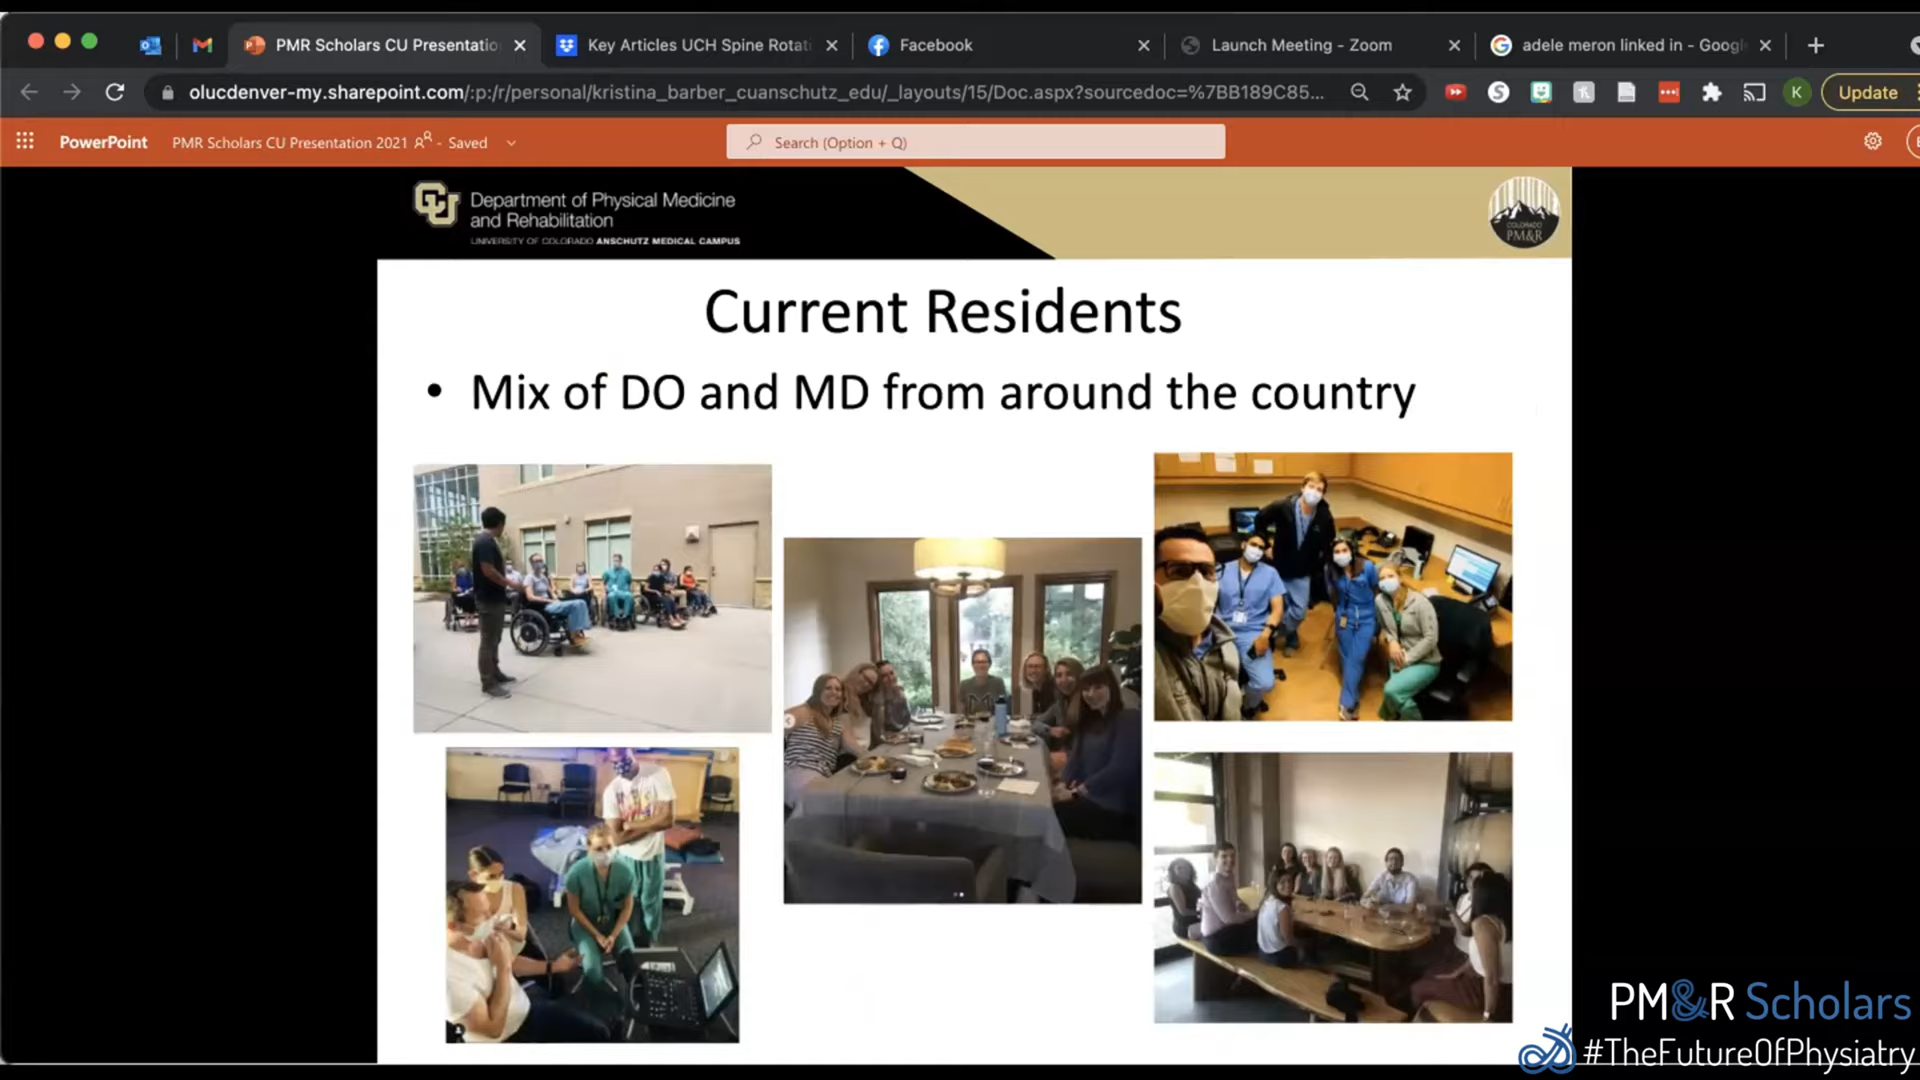 PMR Scholars CU Presentatio
Key Articles UCH Spine Rotat
Facebook
Launch Meeting - Zoom
adele meron linked in - Googl
olucdenver-my.sharepoint.com/:p:/r/personal/kristina_barber_cuanschutz_edu/_layouts/15/Doc.aspx?sourcedoc=%7BB189C85...
K
Update
PowerPoint
PMR Scholars CU Presentation 2021 - Saved
Search (Option + Q)
CU
Department of Physical Medicine
and Rehabilitation
UNIVERSITY OF COLORADO ANSCHUTZ MEDICAL CAMPUS
COLORADO
PM&R
Current Residents
• Mix of DO and MD from around the country
PM&R Scholars
#TheFutureOfPhysiatry